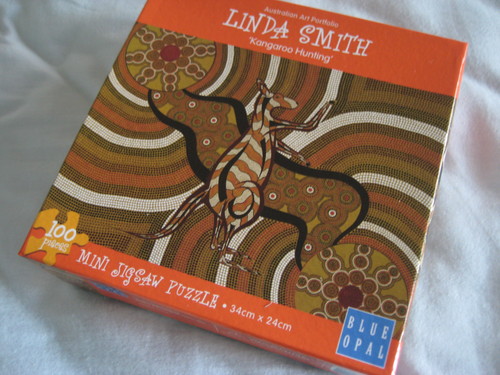 Australian Art Portfolio
LINDA SMITH
'Kangaroo Hunting'
100
pieces
MINI JIGSAW PUZZLE • 34cm x 24cm
BLUE
OPAL